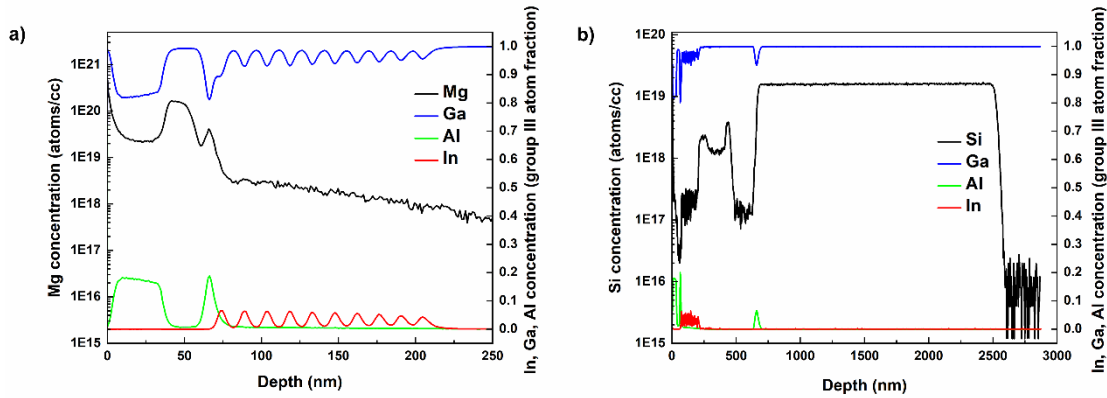 a)
Mg concentration (atoms/cc)
1E21
1E20
1E19
1E18
1E17
1E16
1E15
Mg
Ga
Al
In
1.0
0.9
0.8
0.7
0.6
0.5
0.4
0.3
0.2
0.1
0.0
In, Ga, Al concentration (group III atom fraction)
0
50
100
150
200
250
Depth (nm)
b)
Si concentration (atoms/cc)
1E20
1E19
1E18
1E17
1E16
1E15
Si
Ga
Al
In
1.0
0.9
0.8
0.7
0.6
0.5
0.4
0.3
0.2
0.1
0.0
In, Ga, Al concentration (group III atom fraction)
0
500
1000
1500
2000
2500
3000
Depth (nm)